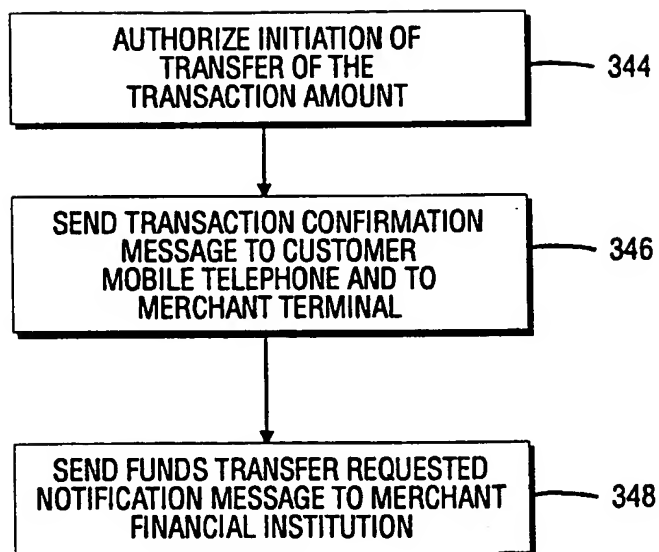 AUTHORIZE INITIATION OF
TRANSFER OF THE
TRANSACTION AMOUNT
344
SEND TRANSACTION CONFIRMATION
MESSAGE TO CUSTOMER
MOBILE TELEPHONE AND TO
MERCHANT TERMINAL
346
SEND FUNDS TRANSFER REQUESTED
NOTIFICATION MESSAGE TO MERCHANT
FINANCIAL INSTITUTION
348